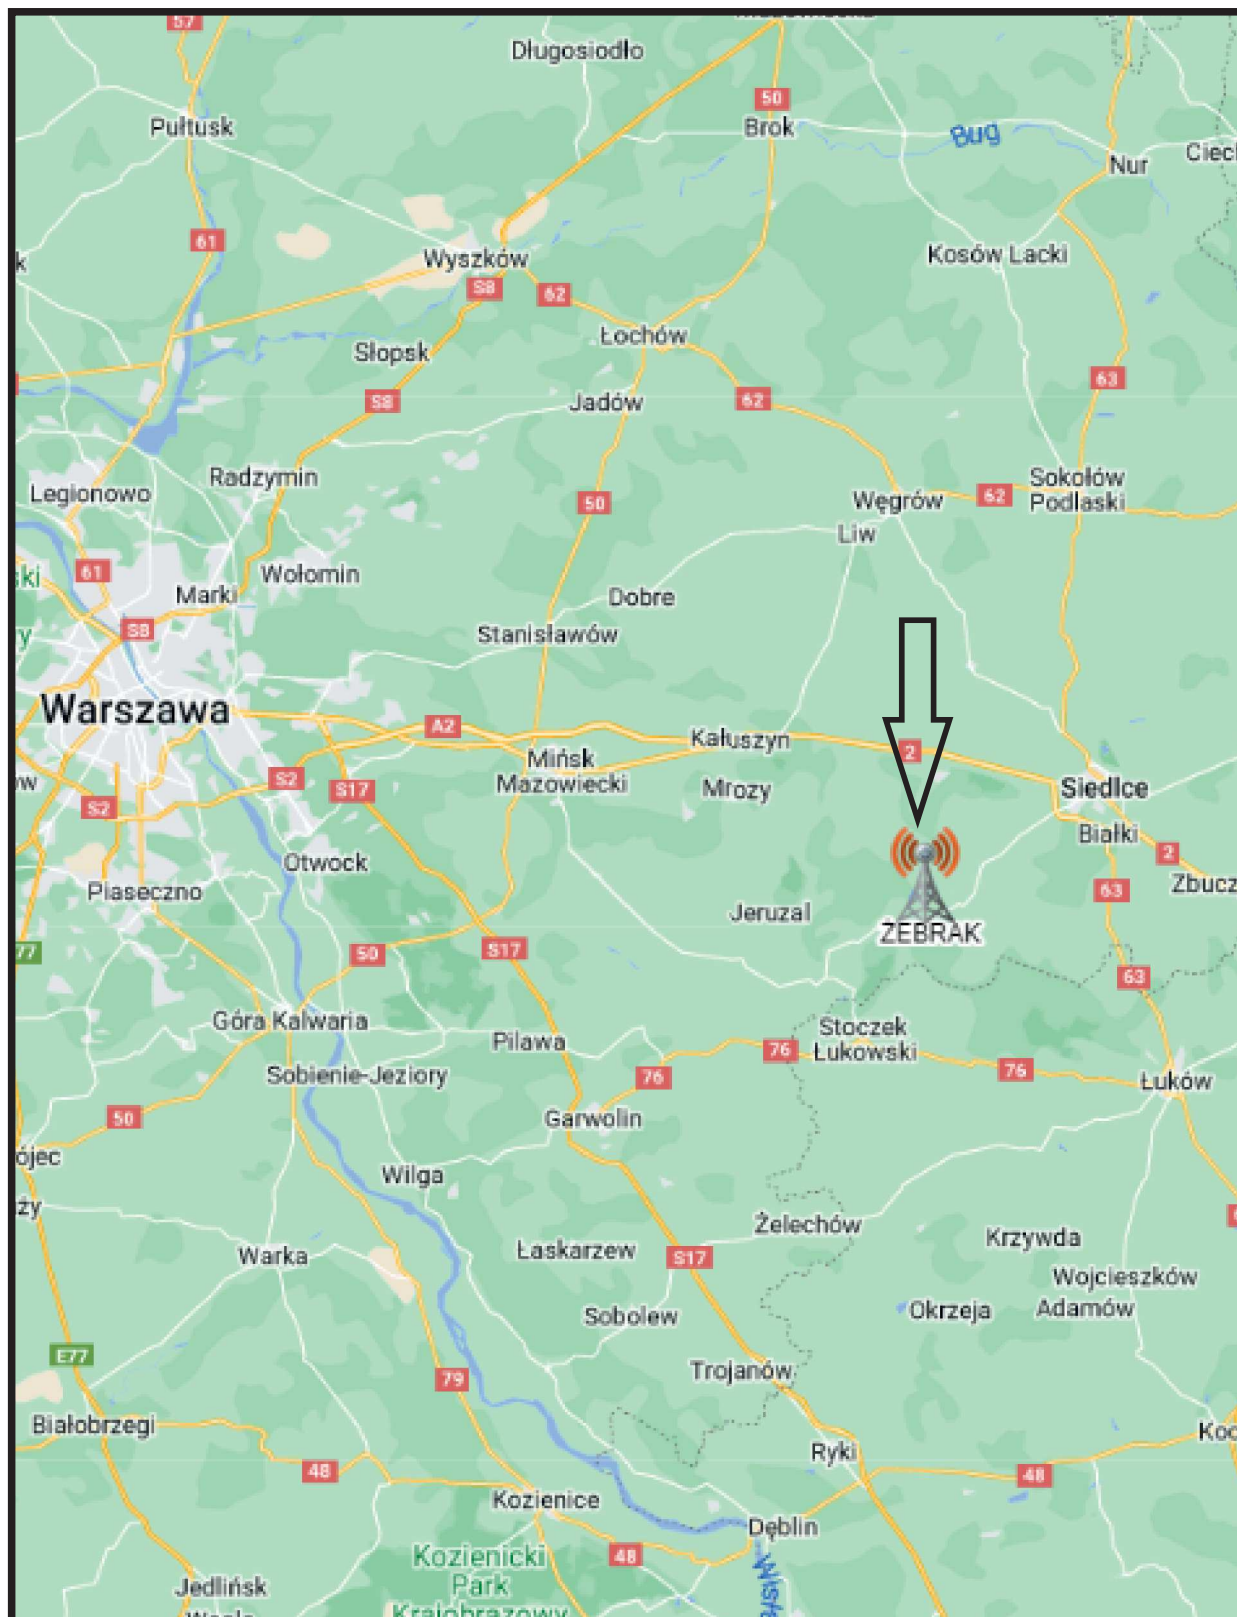 57
Długosiodło
50
Pułtusk
Brok
Bug
Nur
61
Kosów Lacki
Wyszków
S8
62
Łochów
Słopsk
63
S8
Jadów
62
Radzymin
Legionowo
Sokołów
Podlaski
62
Węgrów
50
Liw
61
Wołomin
Marki
Dobre
S8
Stanisławów
Warszawa
A2
Kałuszyn
2
Mińsk
Mazowiecki
S2
S17
Mrozy
Siedlce
S2
Białki
2
Otwock
Piaseczno
63
Jeruzal
ŻEBRAK
77
50
S17
63
Góra Kalwaria
Stoczek
Łukowski
Pilawa
76
76
76
Sobienie-Jeziory
Łuków
50
Garwolin
Wilga
Żelechów
Krzywda
Łaskarzew
S17
Warka
Wojcieszków
Okrzeja
Adamów
Sobolew
E77
Trojanów
79
Białobrzegi
Ryki
48
48
Kozienice
Dęblin
48
Kozienicki
Park
Krajobrazowy
Jedlińsk